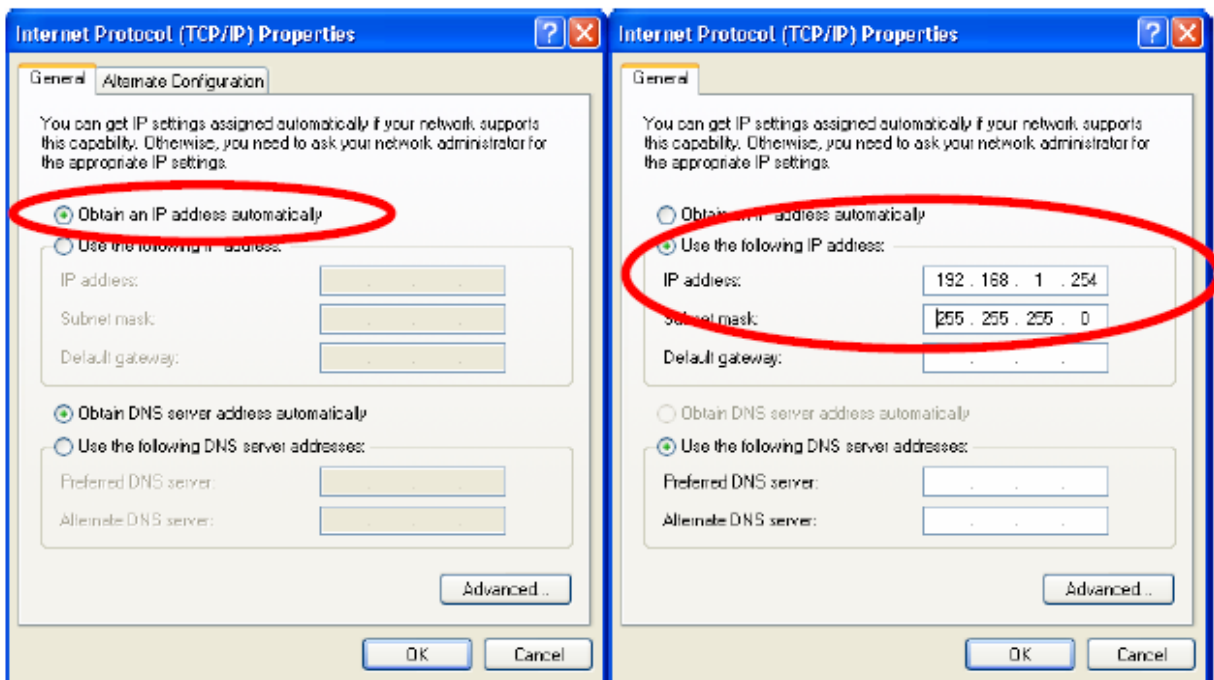 Internet Protocol (TCP/IP) Properties
General
Alternate Configuration
You can get IP settings assigned automatically if your network supports
this capability. Otherwise, you need to ask your network administrator for
the appropriate IP settings.
Obtain an IP address automatically
Use the following IP address:
IP address:
Subnet mask:
Default gateway:
Obtain DNS server address automatically
Use the following DNS server addresses:
Preferred DNS server:
Alternate DNS server:
Advanced...
OK
Cancel
Internet Protocol (TCP/IP) Properties
General
You can get IP settings assigned automatically if your network supports
this capability. Otherwise, you need to ask your network administrator for
the appropriate IP settings.
Obtain an IP address automatically
Use the following IP address:
IP address: 192 . 168 . 1 . 254
Subnet mask: 255 . 255 . 255 . 0
Default gateway:
Obtain DNS server address automatically
Use the following DNS server addresses:
Preferred DNS server:
Alternate DNS server:
Advanced...
OK
Cancel